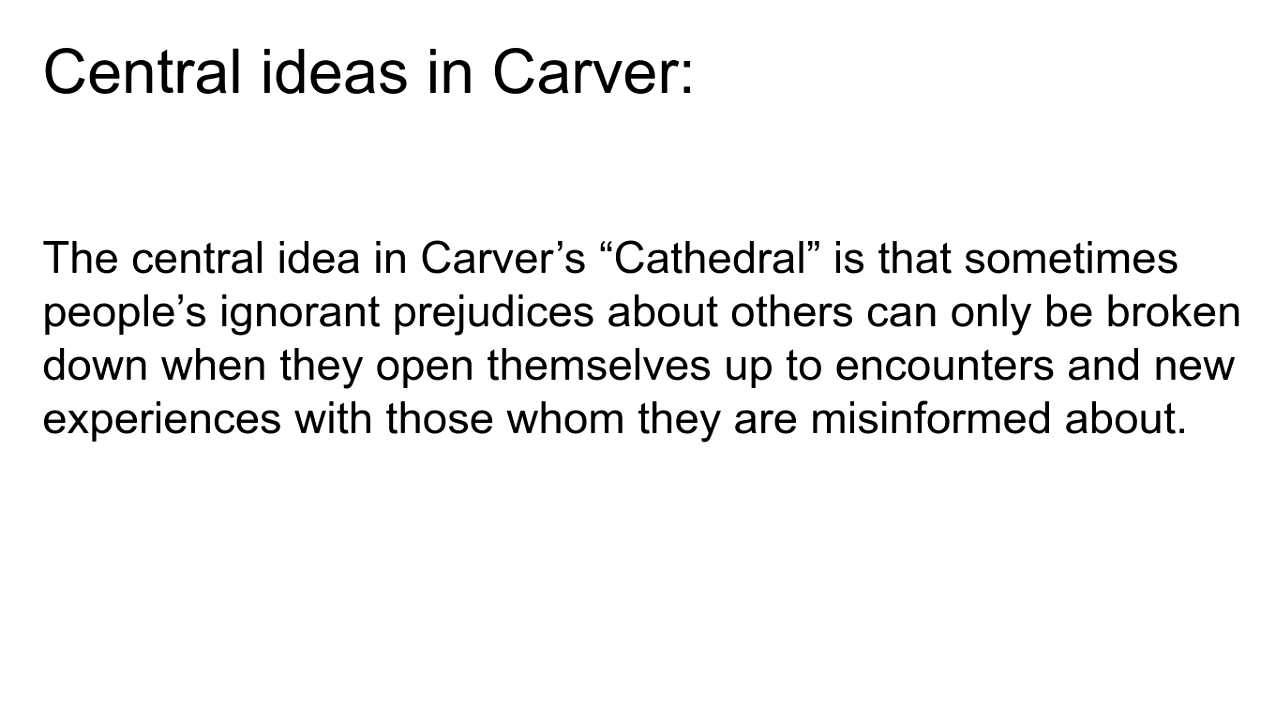 Central ideas in Carver:
The central idea in Carver’s “Cathedral” is that sometimes
people’s ignorant prejudices about others can only be broken
down when they open themselves up to encounters and new
experiences with those whom they are misinformed about.